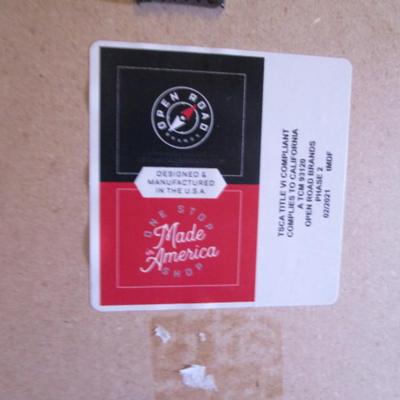 OPEN ROAD
BRANDS
DESIGNED &
MANUFACTURED
IN THE U.S.A.
ONE STOP
Made
America
SHOP
TSCA TITLE VI COMPLIANT
COMPLIES TO CALIFORNIA
A TCM 93120
OPEN ROAD BRANDS
PHASE 2
02/2021 tMDF